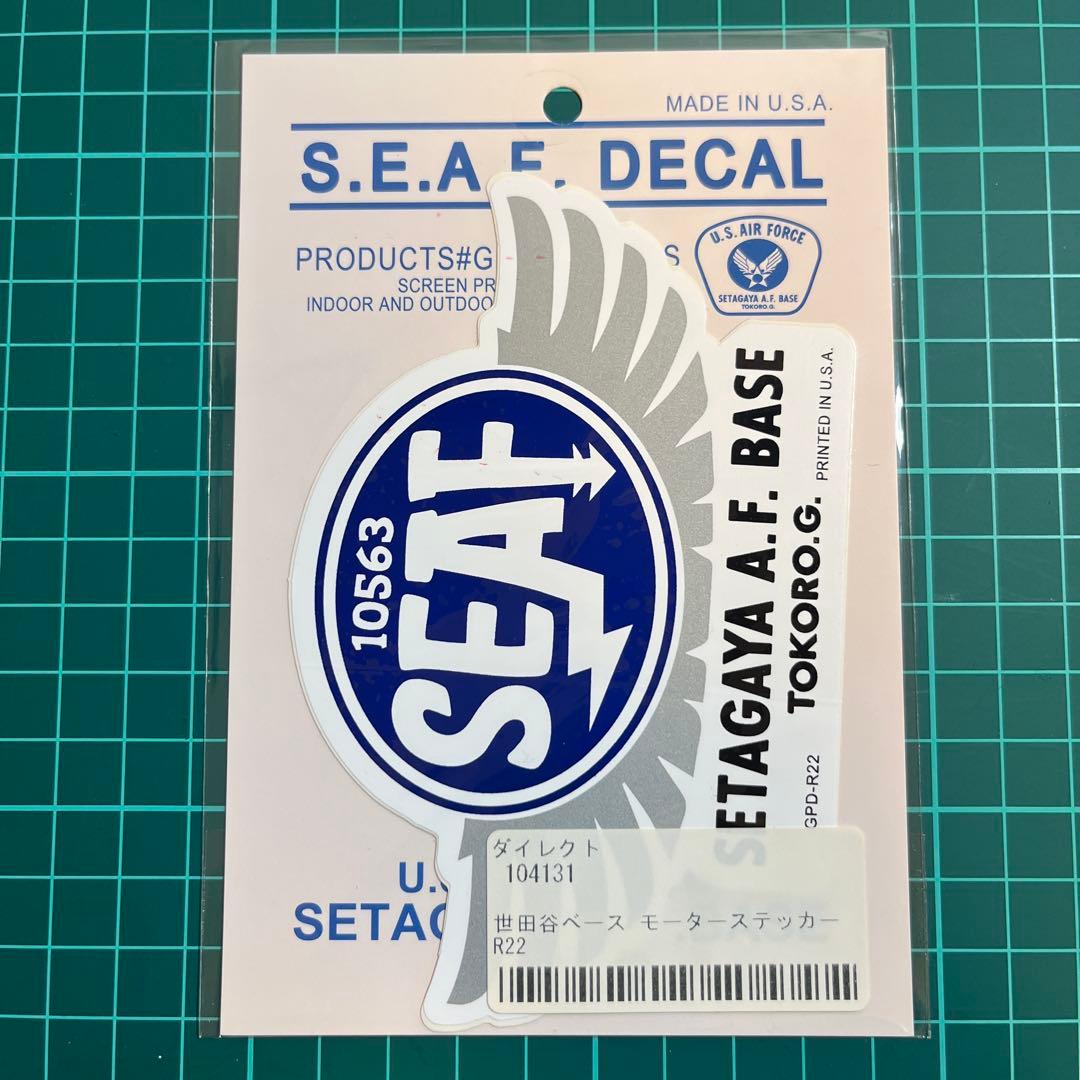 MADE IN U.S.A.
S.E.A.F. DECAL
PRODUCTS#G
S
SCREEN PR
INDOOR AND OUTDOO
U.S. AIR FORCE
SETAGAYA A.F. BASE
TOKORO.G.
10563
SEAF
SETAGAYA A.F. BASE
TOKORO.G.
PRINTED IN U.S.A.
GPD-R22
U.
SETAG
ダイレクト
104131
世田谷ベース モーターステッカー
R22